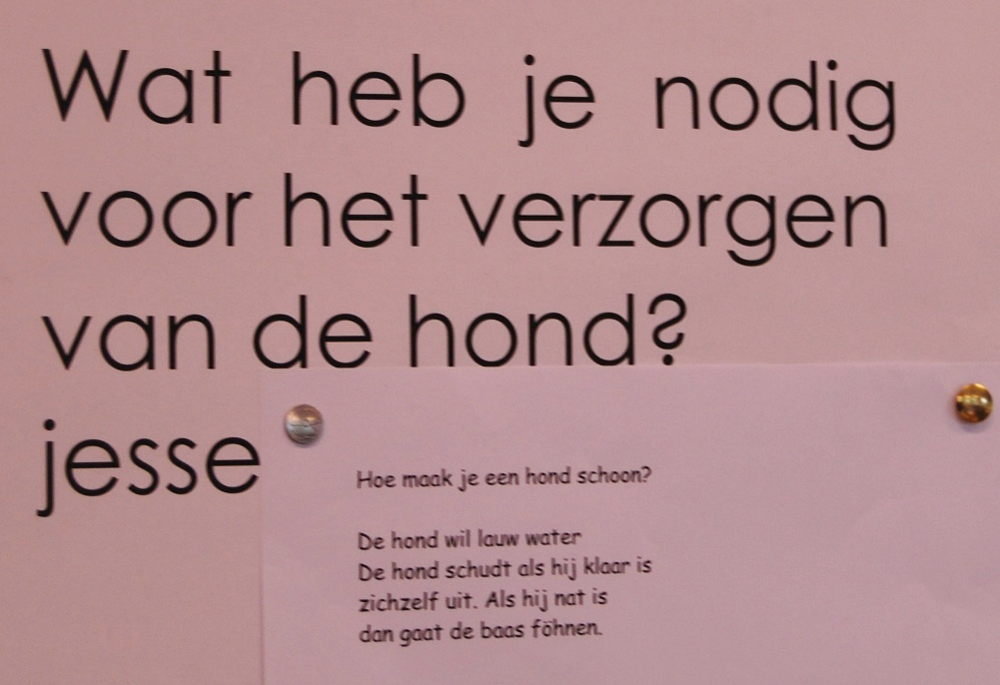 Wat heb je nodig
voor het verzorgen
van de hond?
jesse
Hoe maak je een hond schoon?
De hond wil lauw water
De hond schudt als hij klaar is
zichzelf uit. Als hij nat is
dan gaat de baas föhnen.